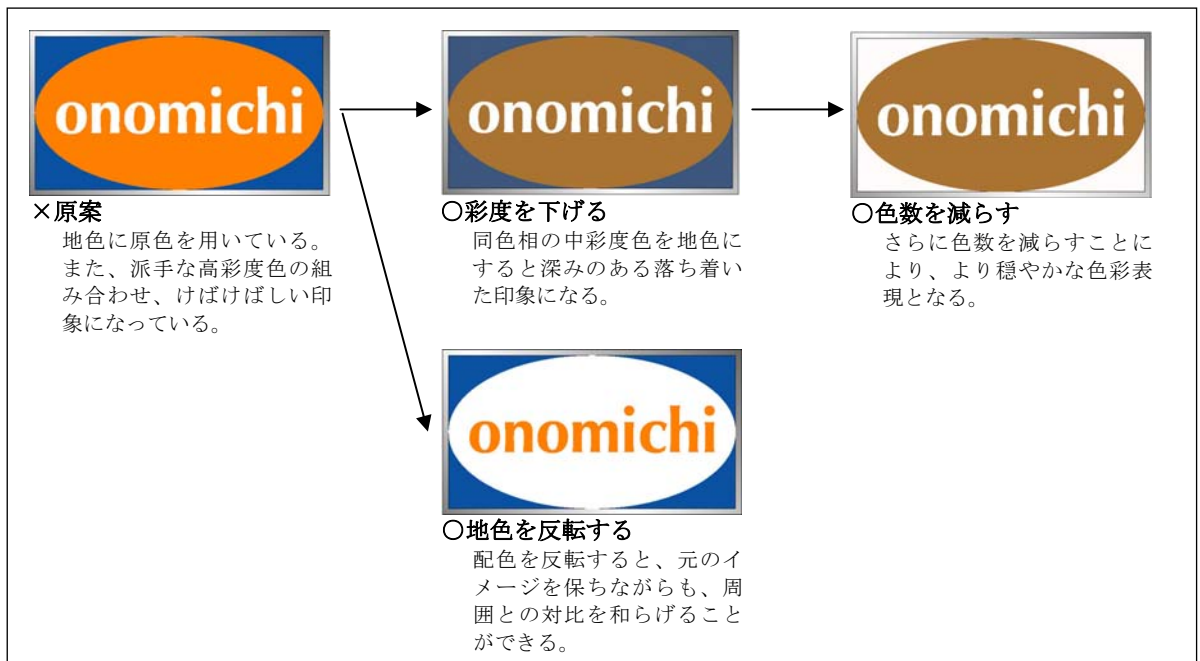 onomichi
×原案
地色に原色を用いている。
また、派手な高彩度色の組
み合わせ、けばけばしい印
象になっている。
onomichi
○彩度を下げる
同色相の中彩度色を地色に
すると深みのある落ち着い
た印象になる。
onomichi
○色数を減らす
さらに色数を減らすことに
より、より穏やかな色彩表
現となる。
onomichi
○地色を反転する
配色を反転すると、元のイ
メージを保ちながらも、周
囲との対比を和らげること
ができる。